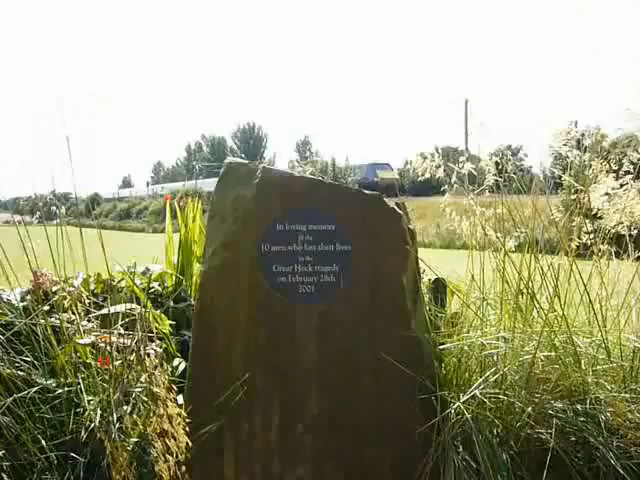 In loving memory
of the
10 men who lost their lives
in the
Great Heck tragedy
on February 28th
2001